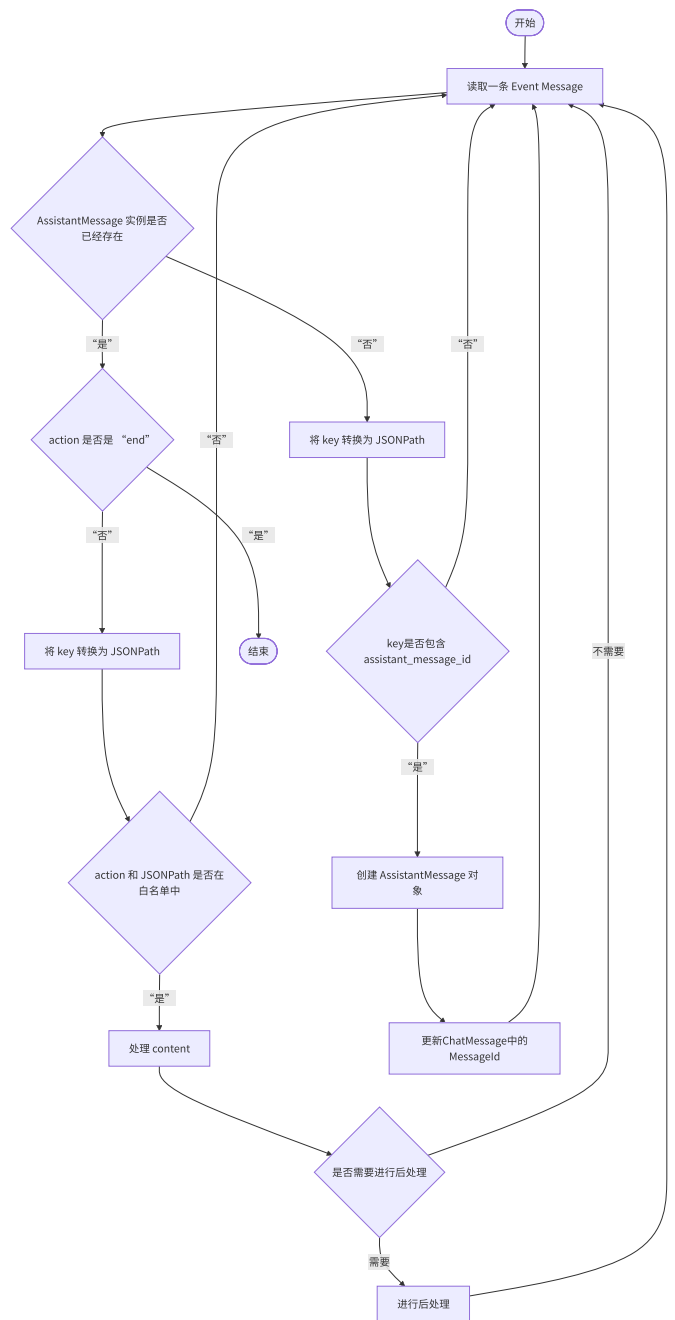 开始
读取一条 Event Message
AssistantMessage 实例是否
已经存在
“是”
“否”
“否”
action 是否是 “end”
“否”
将 key 转换为 JSONPath
“否”
“是”
将 key 转换为 JSONPath
结束
key是否包含
assistant_message_id
不需要
“是”
action 和 JSONPath 是否在
白名单中
创建 AssistantMessage 对
象
“是”
处理 content
更新ChatMessage中的
MessageId
是否需要进行后处理
需要
进行后处理